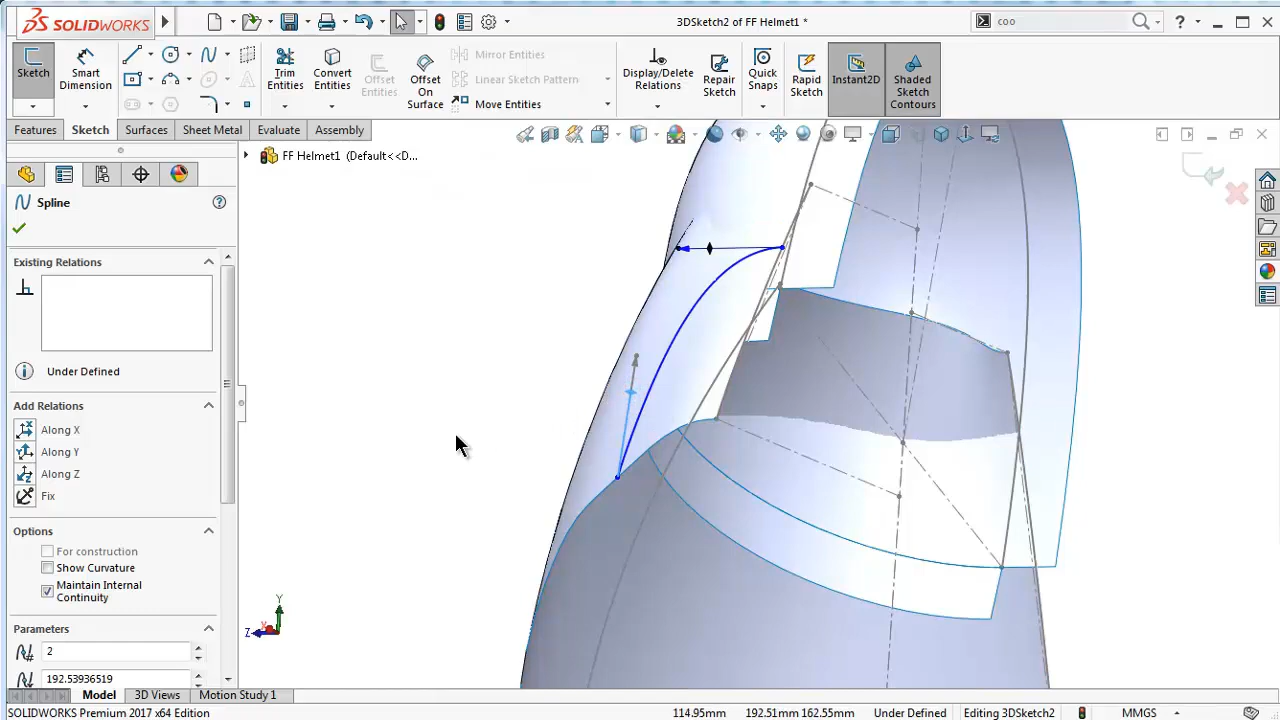 SOLIDWORKS
3DSketch2 of FF Helmet1 *
coo
Sketch
Smart Dimension
Trim Entities
Convert Entities
Offset Entities
Offset On Surface
Mirror Entities
Linear Sketch Pattern
Move Entities
Display/Delete Relations
Repair Sketch
Quick Snaps
Rapid Sketch
Instant2D
Shaded Sketch Contours
Features
Sketch
Surfaces
Sheet Metal
Evaluate
Assembly
FF Helmet1 (Default<<D...
Spline
Existing Relations
Under Defined
Add Relations
Along X
Along Y
Along Z
Fix
Options
For construction
Show Curvature
Maintain Internal
Continuity
Parameters
2
192.53936519
Y
Z
X
Model
3D Views
Motion Study 1
SOLIDWORKS Premium 2017 x64 Edition
114.95mm
192.51mm 162.55mm
Under Defined
Editing 3DSketch2
MMGS